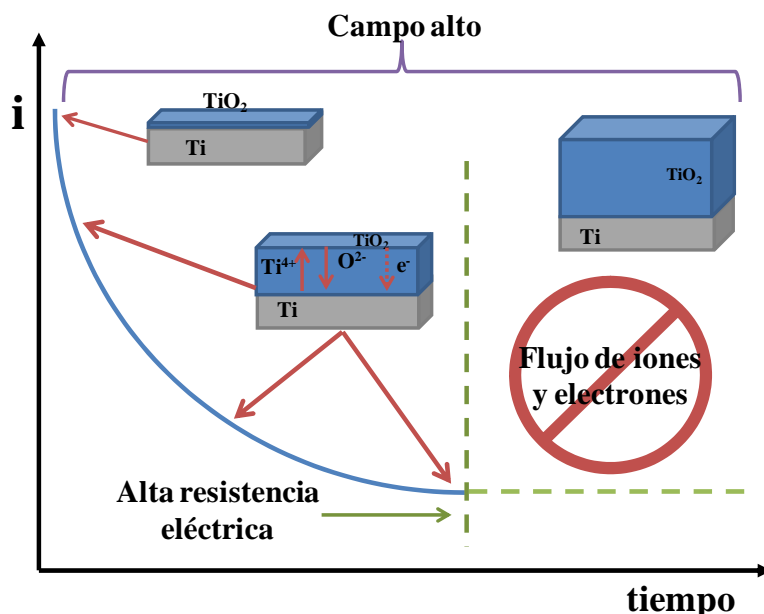 Campo alto
i
TiO₂
Ti
TiO₂
Ti
TiO₂
Ti⁴⁺
O²⁻
e⁻
Ti
Flujo de iones
y electrones
Alta resistencia
eléctrica
tiempo